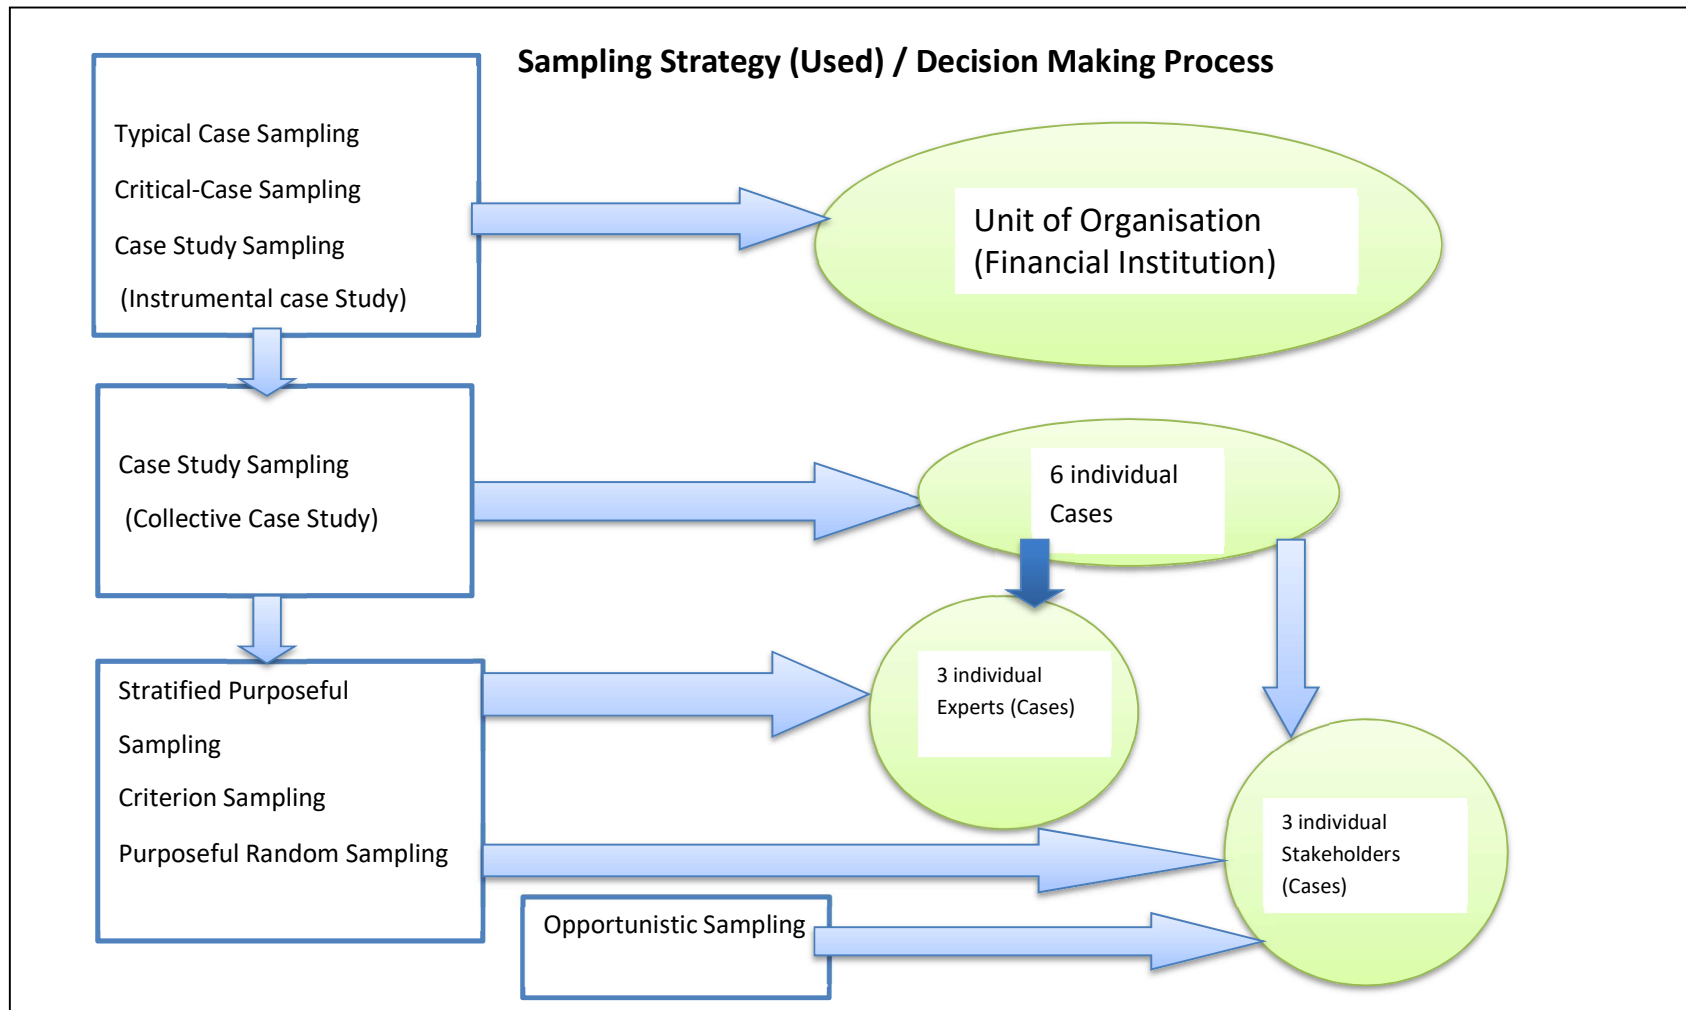 Sampling Strategy (Used) / Decision Making Process
Typical Case Sampling
Critical-Case Sampling
Case Study Sampling
(Instrumental case Study)
Unit of Organisation
(Financial Institution)
Case Study Sampling
(Collective Case Study)
6 individual
Cases
Stratified Purposeful
Sampling
Criterion Sampling
Purposeful Random Sampling
3 individual
Experts (Cases)
3 individual
Stakeholders
(Cases)
Opportunistic Sampling